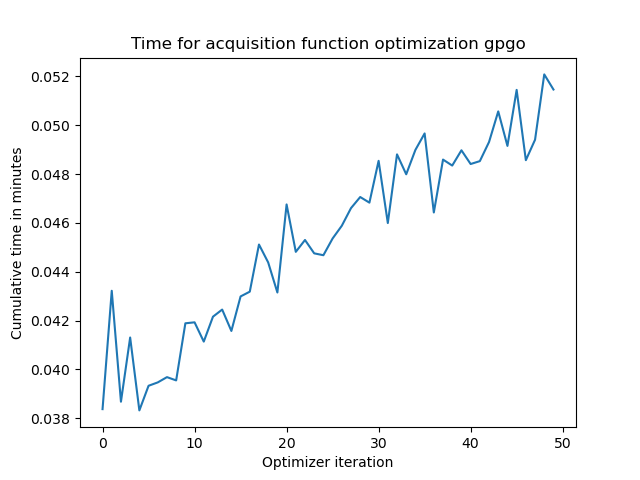 Time for acquisition function optimization gpgo
Cumulative time in minutes
0.052
0.050
0.048
0.046
0.044
0.042
0.040
0.038
0 10 20 30 40 50
Optimizer iteration